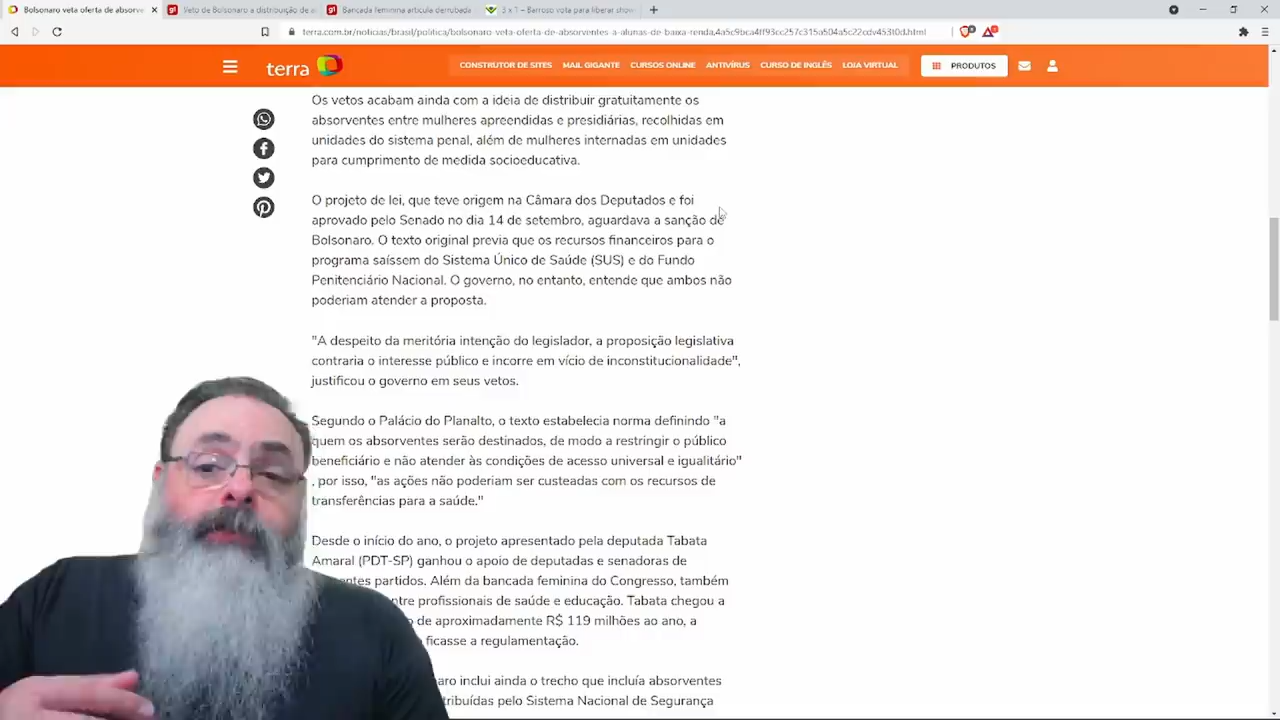 Bolsonaro veta oferta de absorve
Veto de Bolsonaro a distribuição de a
Bancada feminina articula derrubada
3 x 1 – Barroso vota para liberar show
terra.com.br/noticias/brasil/politica/bolsonaro-veta-oferta-de-absorventes-a-alunas-de-baixa-renda,4a5c9bca4ff93cc257c315a504a5c22cdv453t0d.html
terra
CONSTRUTOR DE SITES MAIL GIGANTE CURSOS ONLINE ANTIVÍRUS CURSO DE INGLÊS LOJA VIRTUAL PRODUTOS
Os vetos acabam ainda com a ideia de distribuir gratuitamente os
absorventes entre mulheres apreendidas e presidiárias, recolhidas em
unidades do sistema penal, além de mulheres internadas em unidades
para cumprimento de medida socioeducativa.
O projeto de lei, que teve origem na Câmara dos Deputados e foi
aprovado pelo Senado no dia 14 de setembro, aguardava a sanção de
Bolsonaro. O texto original previa que os recursos financeiros para o
programa saíssem do Sistema Único de Saúde (SUS) e do Fundo
Penitenciário Nacional. O governo, no entanto, entende que ambos não
poderiam atender a proposta.
"A despeito da meritória intenção do legislador, a proposição legislativa
contraria o interesse público e incorre em vício de inconstitucionalidade",
justificou o governo em seus vetos.
Segundo o Palácio do Planalto, o texto estabelecia norma definindo "a
quem os absorventes serão destinados, de modo a restringir o público
beneficiário e não atender às condições de acesso universal e igualitário"
, por isso, "as ações não poderiam ser custeadas com os recursos de
transferências para a saúde."
Desde o início do ano, o projeto apresentado pela deputada Tabata
Amaral (PDT-SP) ganhou o apoio de deputadas e senadoras de
entes partidos. Além da bancada feminina do Congresso, também
ntre profissionais de saúde e educação. Tabata chegou a
o de aproximadamente R$ 119 milhões ao ano, a
ficasse a regulamentação.
aro inclui ainda o trecho que incluía absorventes
tribuídas pelo Sistema Nacional de Segurança